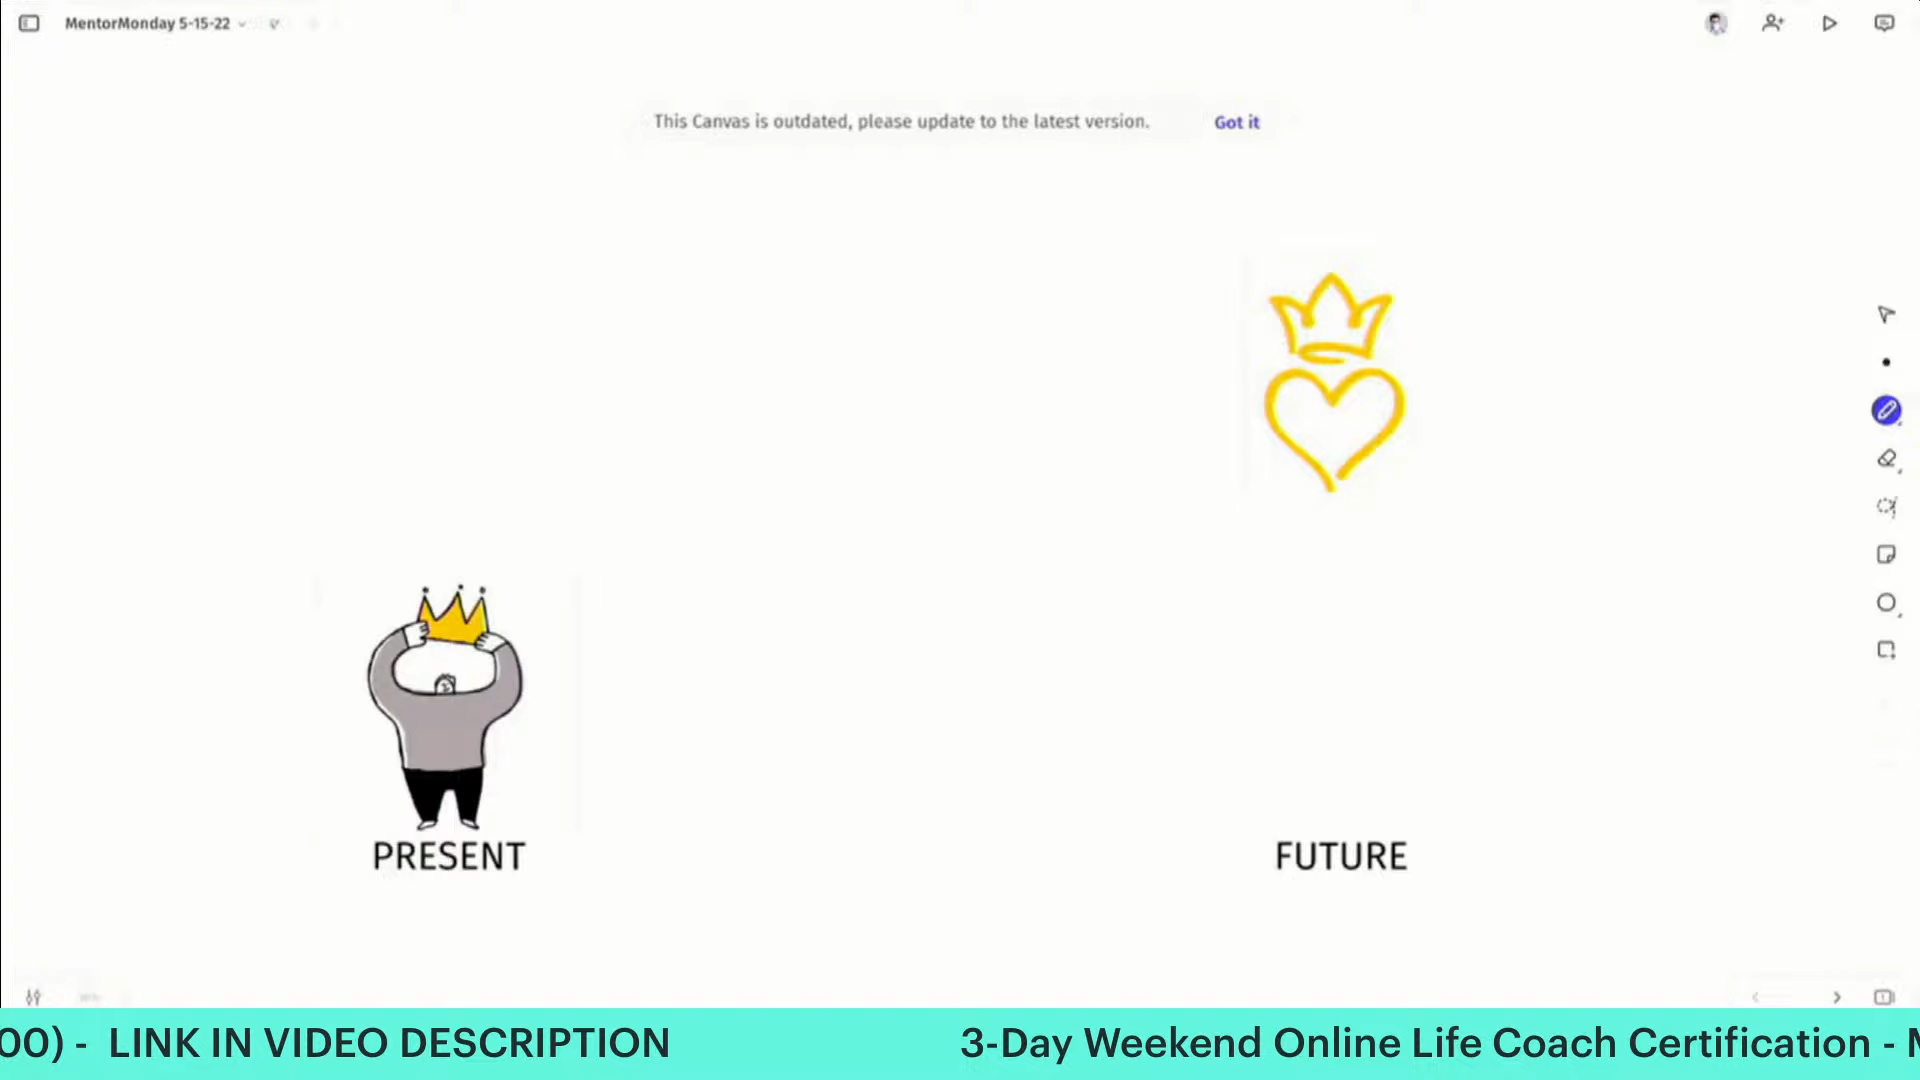 MentorMonday 5-15-22
This Canvas is outdated, please update to the latest version. Got it
PRESENT
FUTURE
00) - LINK IN VIDEO DESCRIPTION 3-Day Weekend Online Life Coach Certification - M